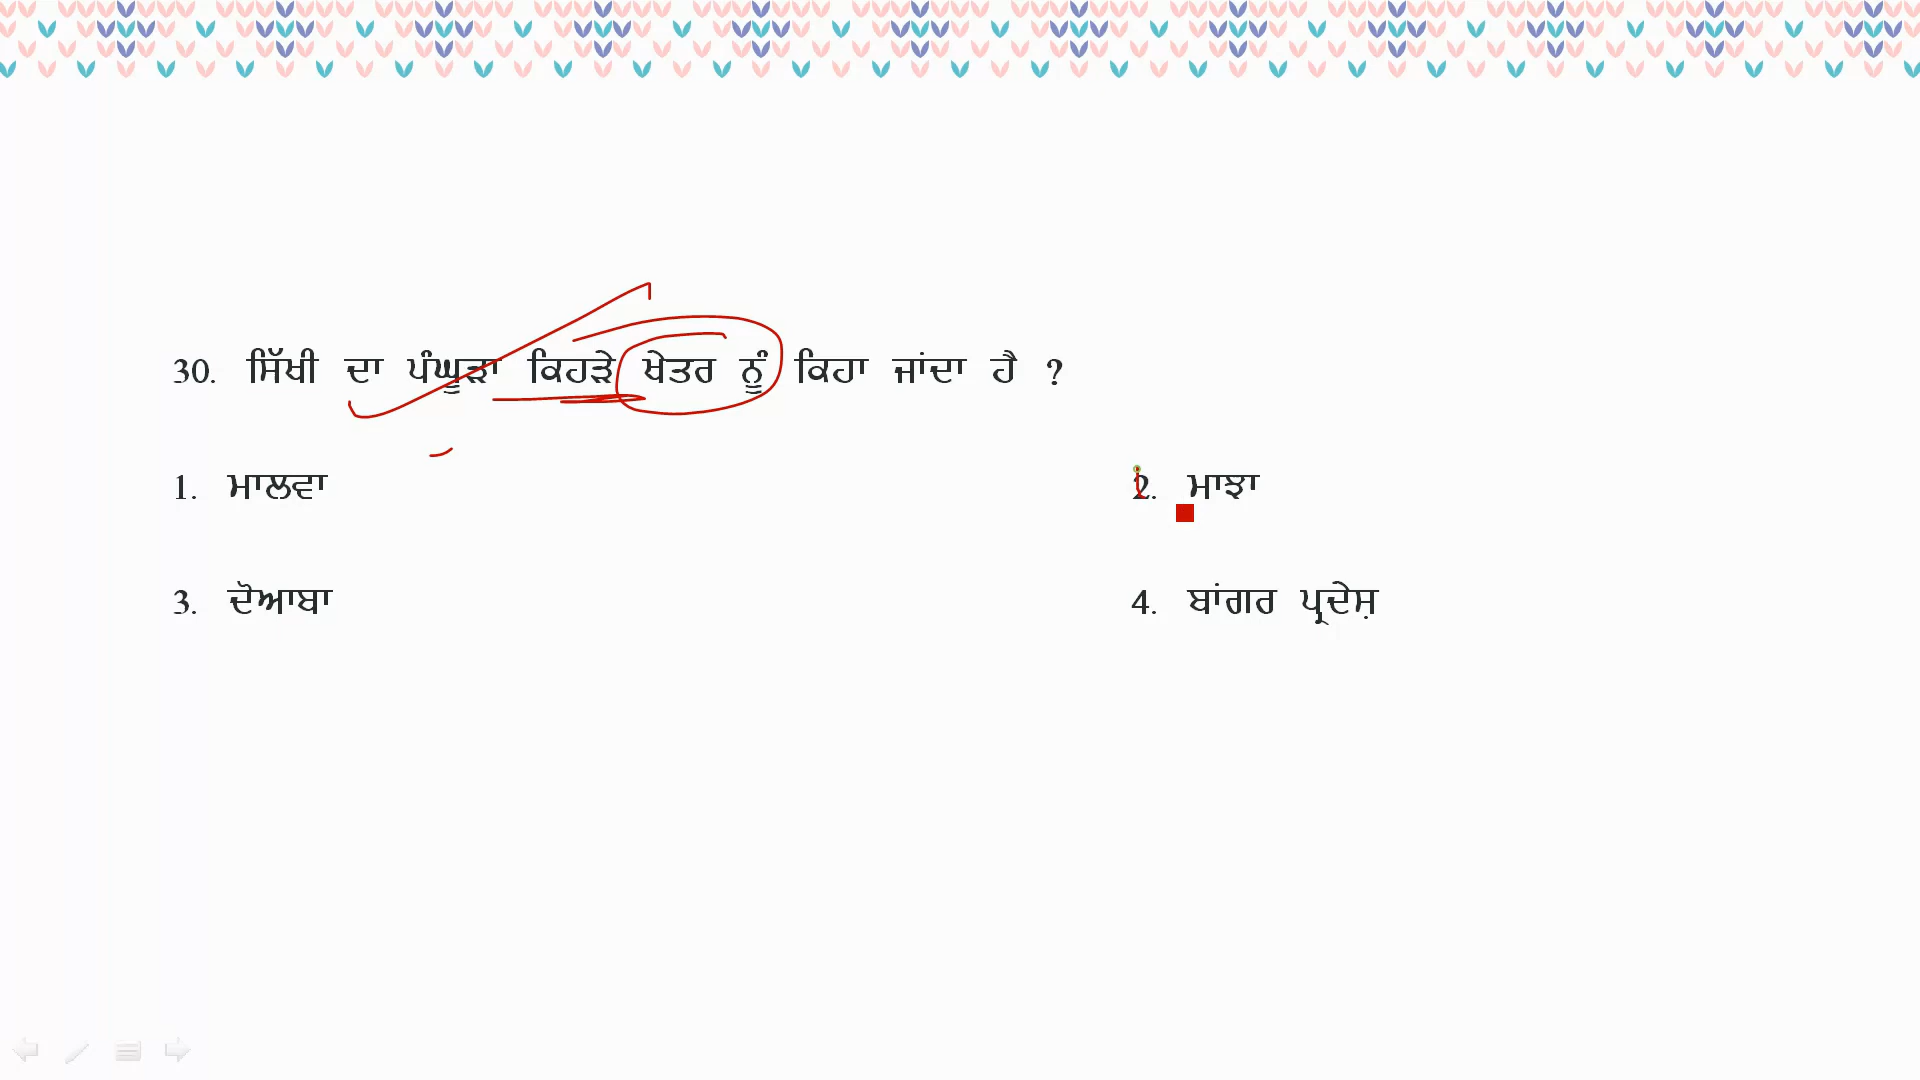 30. ਸਿੱਖੀ ਦਾ ਪੰਘੂੜਾ ਕਿਹੜੇ ਖੇਤਰ ਨੂੰ ਕਿਹਾ ਜਾਂਦਾ ਹੈ ?
1. ਮਾਲਵਾ
2. ਮਾਝਾ
3. ਦੋਆਬਾ
4. ਬਾਂਗਰ ਪ੍ਰਦੇਸ਼